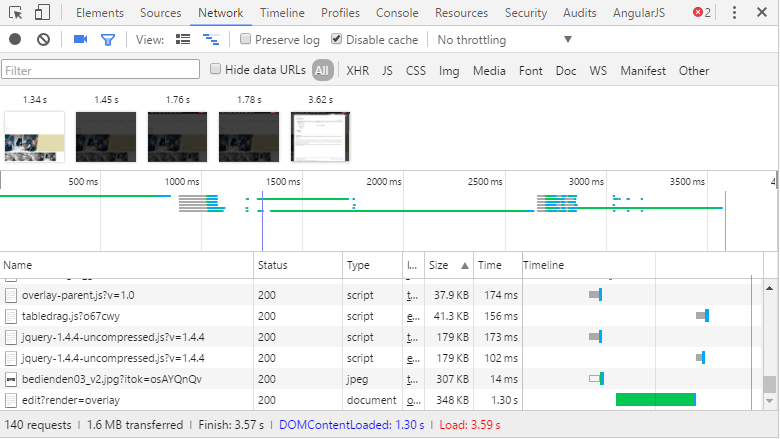 Elements Sources Network Timeline Profiles Console Resources Security Audits AngularJS 2
View: Preserve log Disable cache No throttling
Filter Hide data URLs All XHR JS CSS Img Media Font Doc WS Manifest Other
1.34 s 1.45 s 1.76 s 1.78 s 3.62 s
500 ms 1000 ms 1500 ms 2000 ms 2500 ms 3000 ms 3500 ms 4
Name Status Type I... Size Time Timeline
overlay-parent.js?v=1.0 200 script t... 37.9 KB 174 ms
tabledrag.js?o67cwy 200 script e... 41.3 KB 156 ms
jquery-1.4.4-uncompressed.js?v=1.4.4 200 script t... 179 KB 173 ms
jquery-1.4.4-uncompressed.js?v=1.4.4 200 script e... 179 KB 102 ms
bedienden03_v2.jpg?itok=osAYQnQv 200 jpeg t... 307 KB 14 ms
edit?render=overlay 200 document o... 348 KB 1.30 s
140 requests | 1.6 MB transferred | Finish: 3.57 s | DOMContentLoaded: 1.30 s | Load: 3.59 s